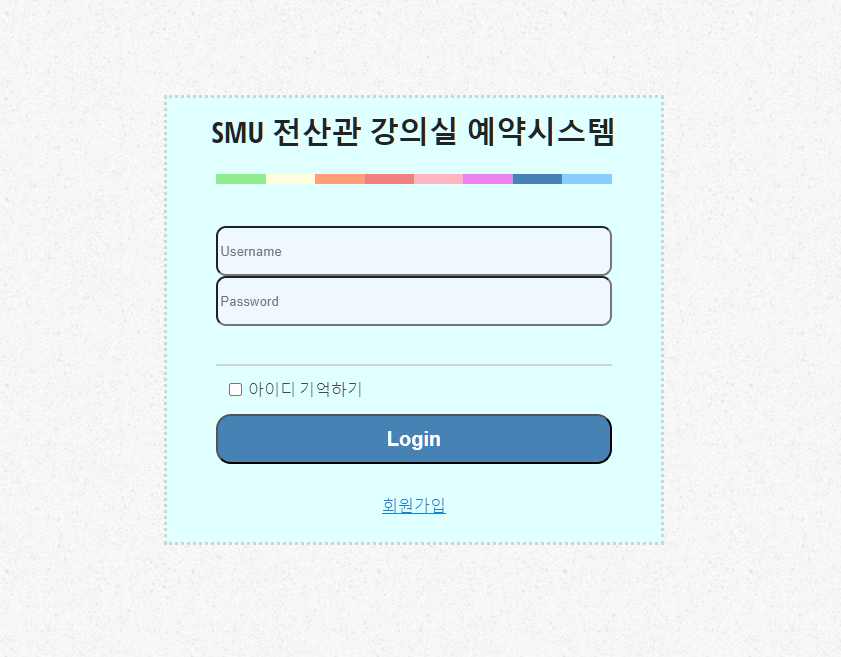 SMU 전산관 강의실 예약시스템
Username
Password
아이디 기억하기
Login
회원가입